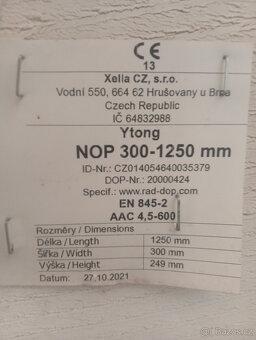 CE
13
Xella CZ, s.r.o.
Vodní 550, 664 62 Hrušovany u Brna
Czech Republic
IČ 64832988
Ytong
NOP 300-1250 mm
ID-Nr.: CZ014054640035379
DOP-Nr.: 20000424
Specif.: www.rad-dop.com
EN 845-2
AAC 4,5-600
Rozměry / Dimensions
Délka / Length 1250 mm
Šířka / Width 300 mm
Výška / Height 249 mm
Datum: 27.10.2021